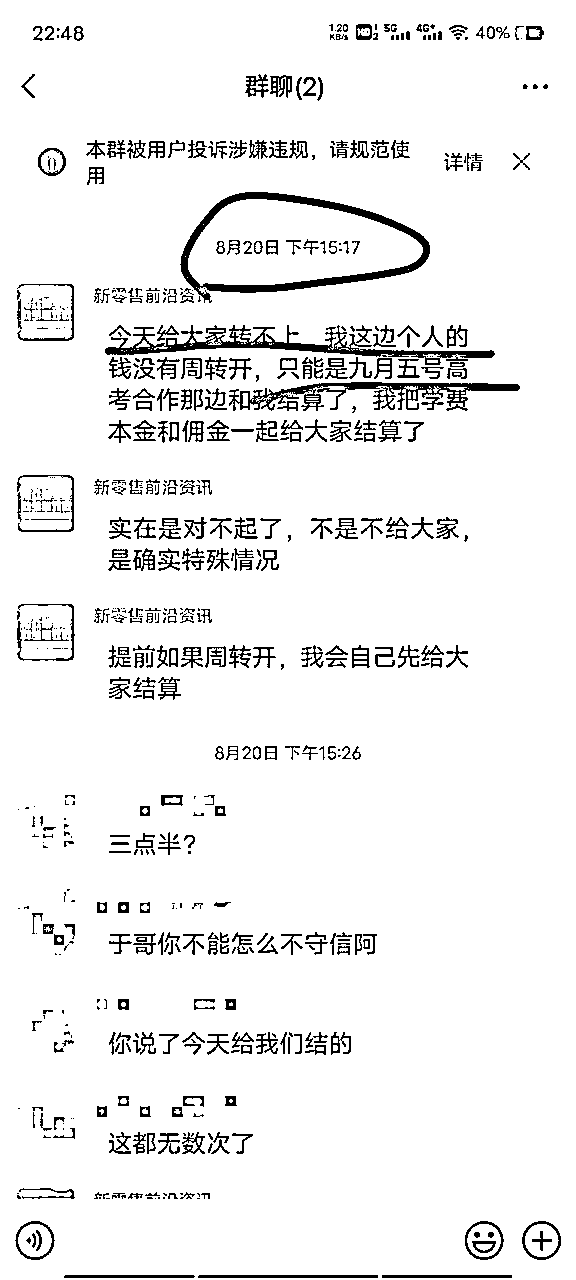 22:48
1.20 KB/s HD 1 2 5G 4G+ 40%
群聊(2)
本群被用户投诉涉嫌违规，请规范使
用
详情
8月20日 下午15:17
新零售前沿资讯
今天给大家转不上，我这边个人的
钱没有周转开，只能是九月五号高
考合作那边和我结算了，我把学费
本金和佣金一起给大家结算了
新零售前沿资讯
实在是对不起了，不是不给大家，
是确实特殊情况
新零售前沿资讯
提前如果周转开，我会自己先给大
家结算
8月20日 下午15:26
三点半？
于哥你不能怎么不守信阿
你说了今天给我们结的
这都无数次了
新零售前沿资讯